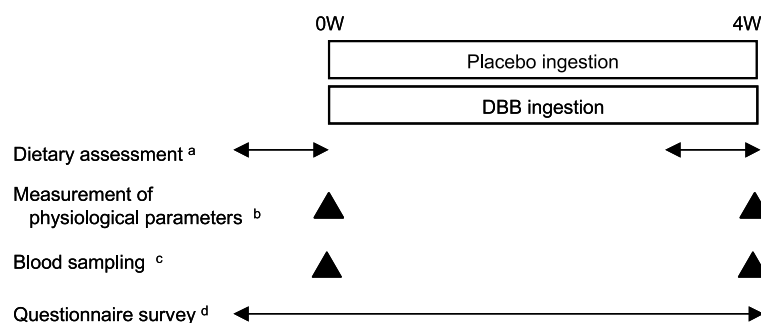 0W 4W
Placebo ingestion
DBB ingestion
Dietary assessment a
Measurement of
physiological parameters b
Blood sampling c
Questionnaire survey d